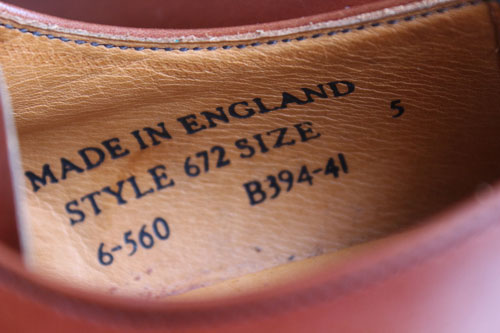 MADE IN ENGLAND
STYLE 672 SIZE 5
6-560 B394-41